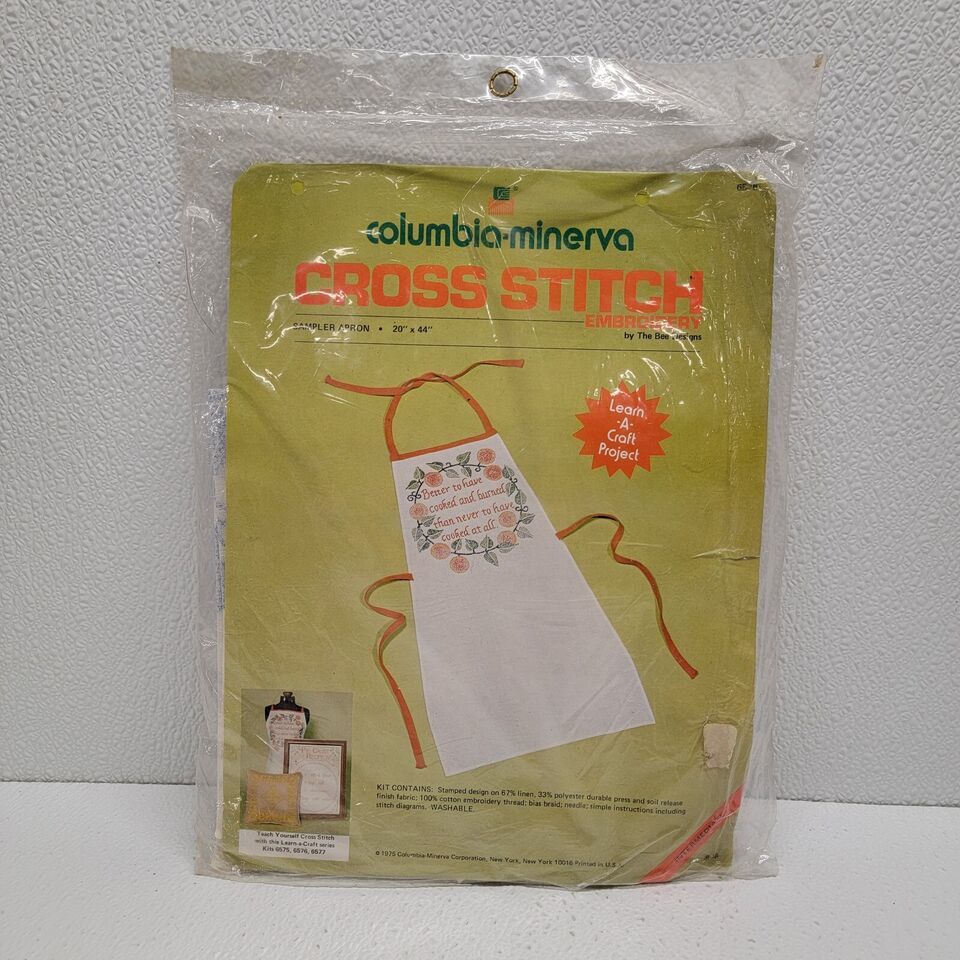 columbia-minerva
CROSS STITCH
EMBROIDERY
SAMPLER APRON • 20" x 44"
by The Bee Designs
Learn
-A-
Craft
Project
Better to have
cooked and burned
than never to have
cooked at all.
KIT CONTAINS: Stamped design on 67% linen, 33% polyester durable press and soil release
finish fabric; 100% cotton embroidery thread; bias braid; needle; simple instructions including
stitch diagrams. WASHABLE.
Teach Yourself Cross Stitch
with this Learn-a-Craft series
Kits 6575, 6576, 6577
© 1975 Columbia-Minerva Corporation, New York, New York 10016 Printed in U.S.
INTERMEDIATE